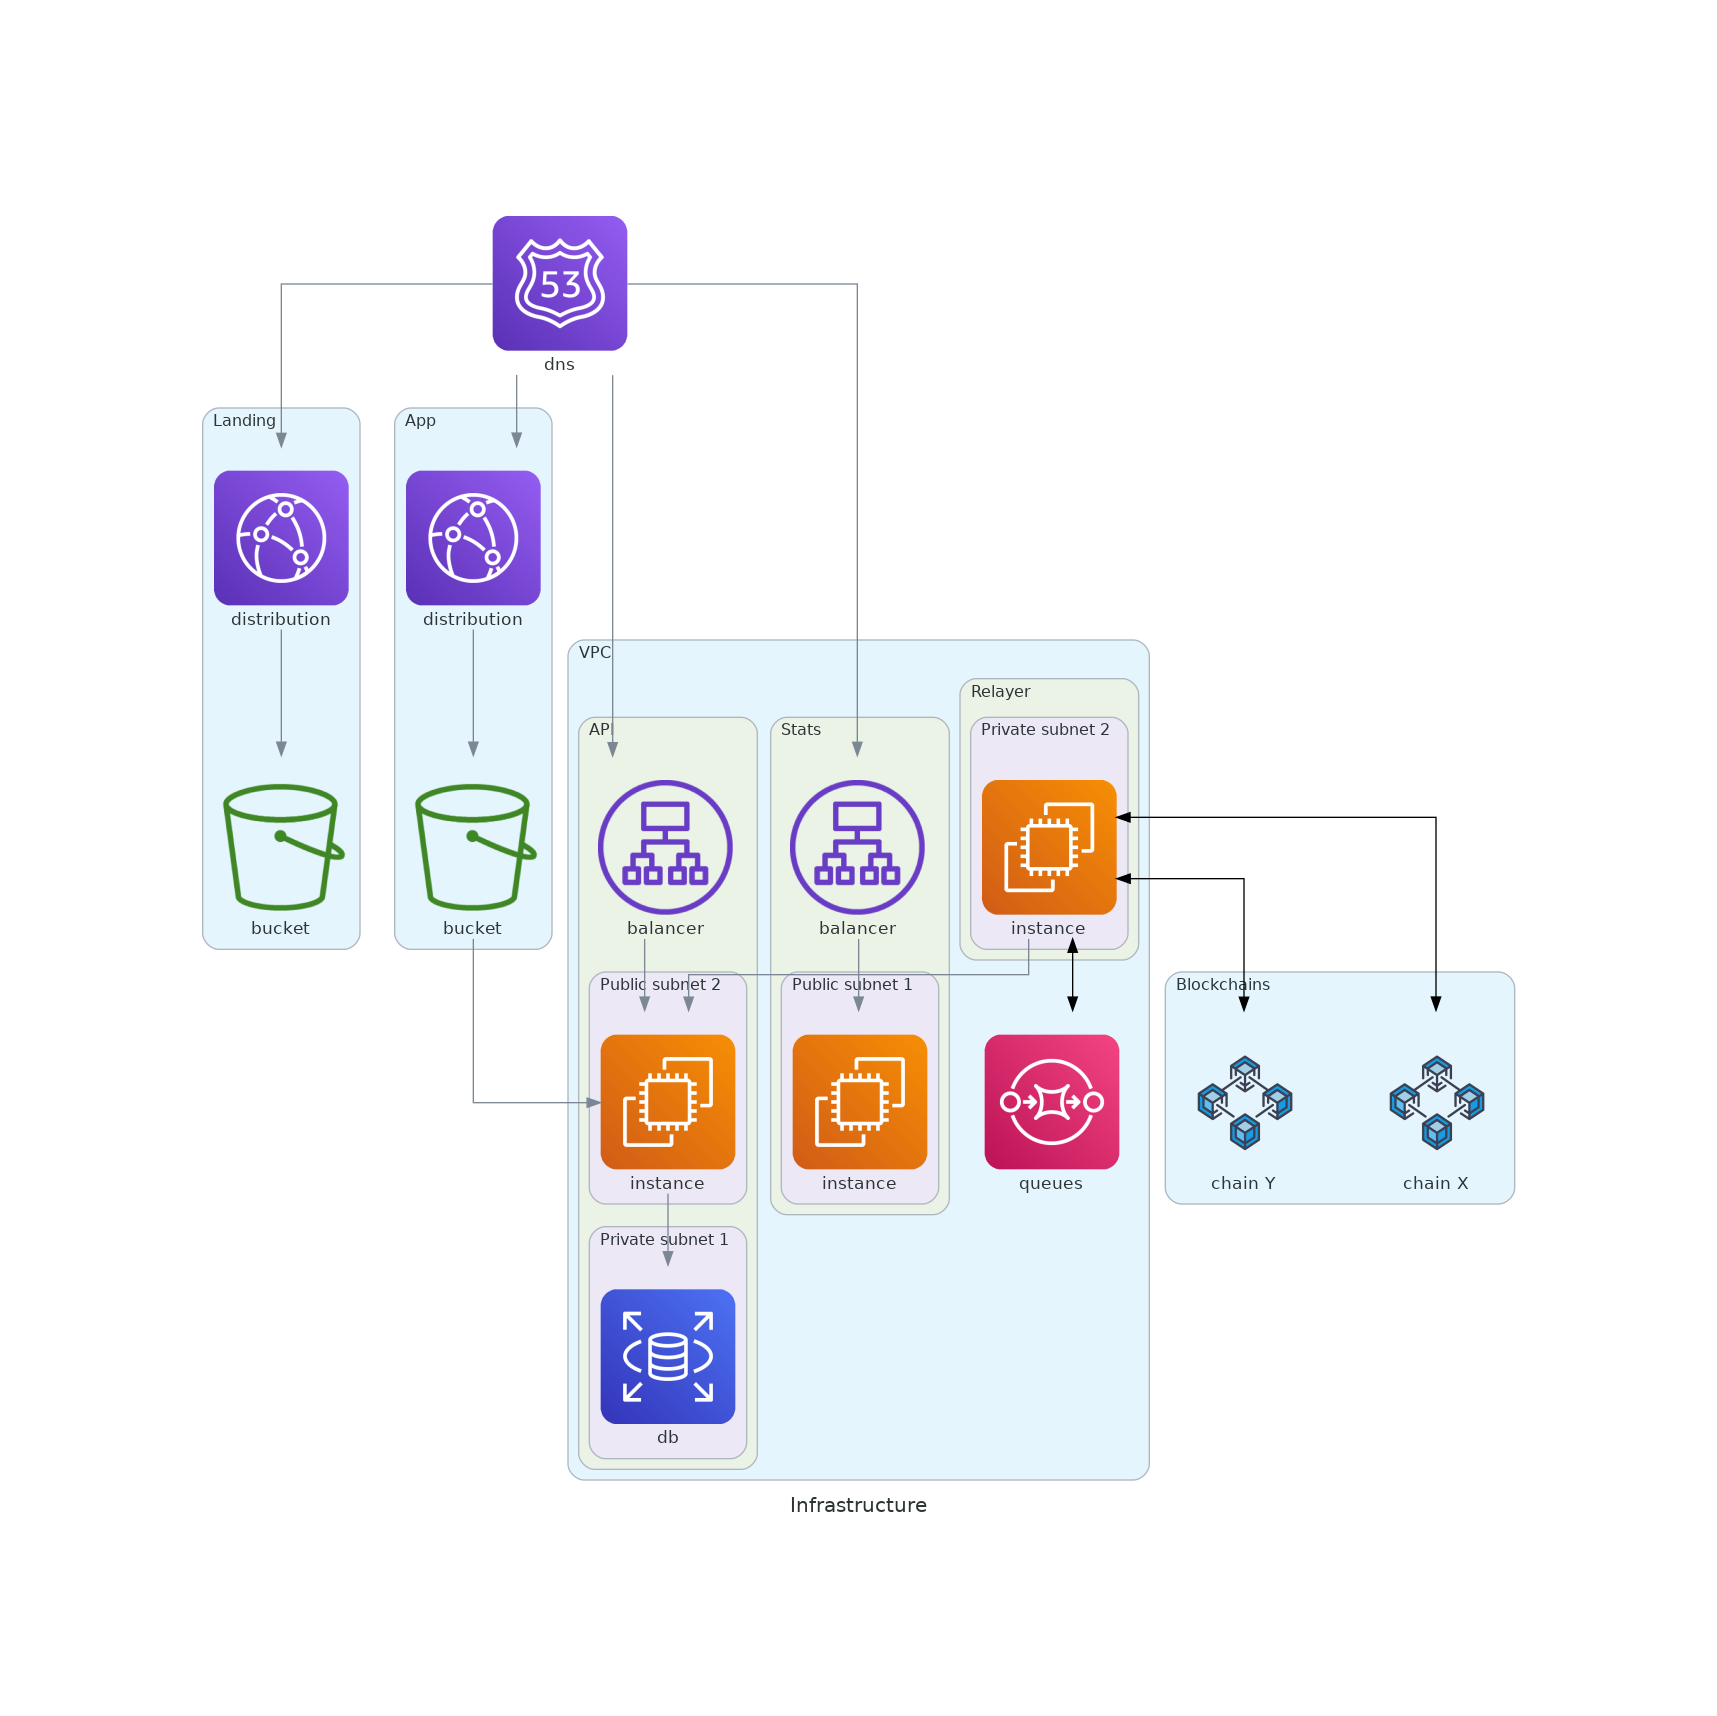 53
dns
Landing
App
distribution
distribution
VPC
Relayer
API
Stats
Private subnet 2
bucket
bucket
balancer
balancer
instance
Public subnet 2
Public subnet 1
Blockchains
instance
instance
queues
chain Y
chain X
Private subnet 1
db
Infrastructure